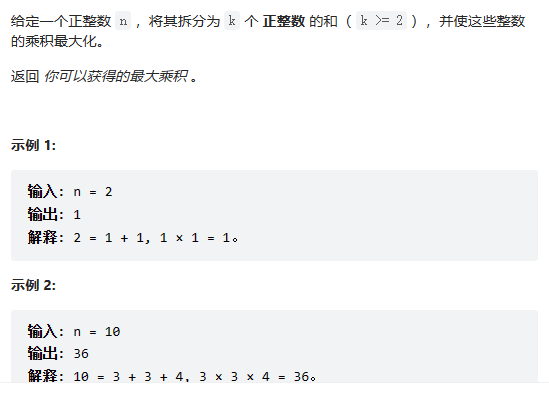 给定一个正整数 n ，将其拆分为 k 个 正整数 的和（ k >= 2 ），并使这些整数
的乘积最大化。
返回 你可以获得的最大乘积 。
示例 1:
输入: n = 2
输出: 1
解释: 2 = 1 + 1, 1 × 1 = 1。
示例 2:
输入: n = 10
输出: 36
解释: 10 = 3 + 3 + 4, 3 × 3 × 4 = 36。